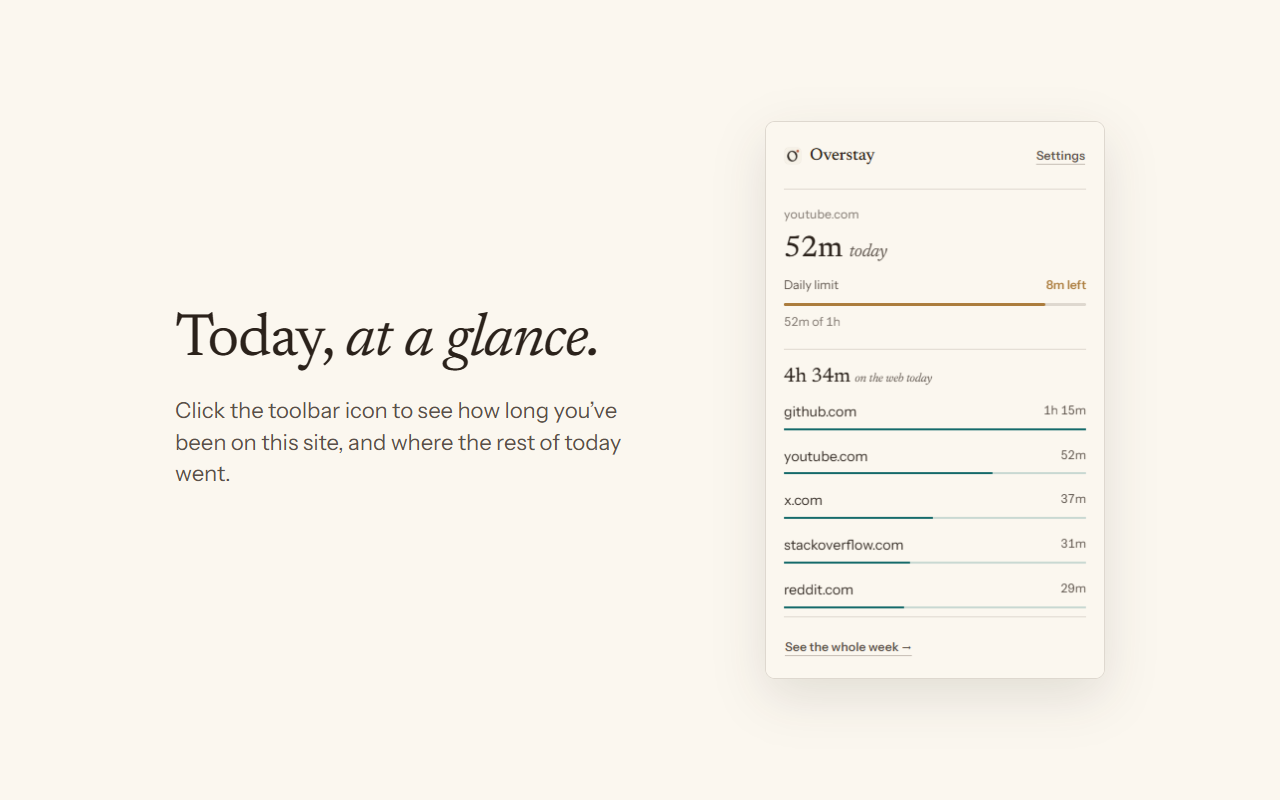 Today, at a glance.
Click the toolbar icon to see how long you’ve
been on this site, and where the rest of today
went.
Overstay
Settings
youtube.com
52m today
Daily limit
8m left
52m of 1h
4h 34m on the web today
github.com
1h 15m
youtube.com
52m
x.com
37m
stackoverflow.com
31m
reddit.com
29m
See the whole week →